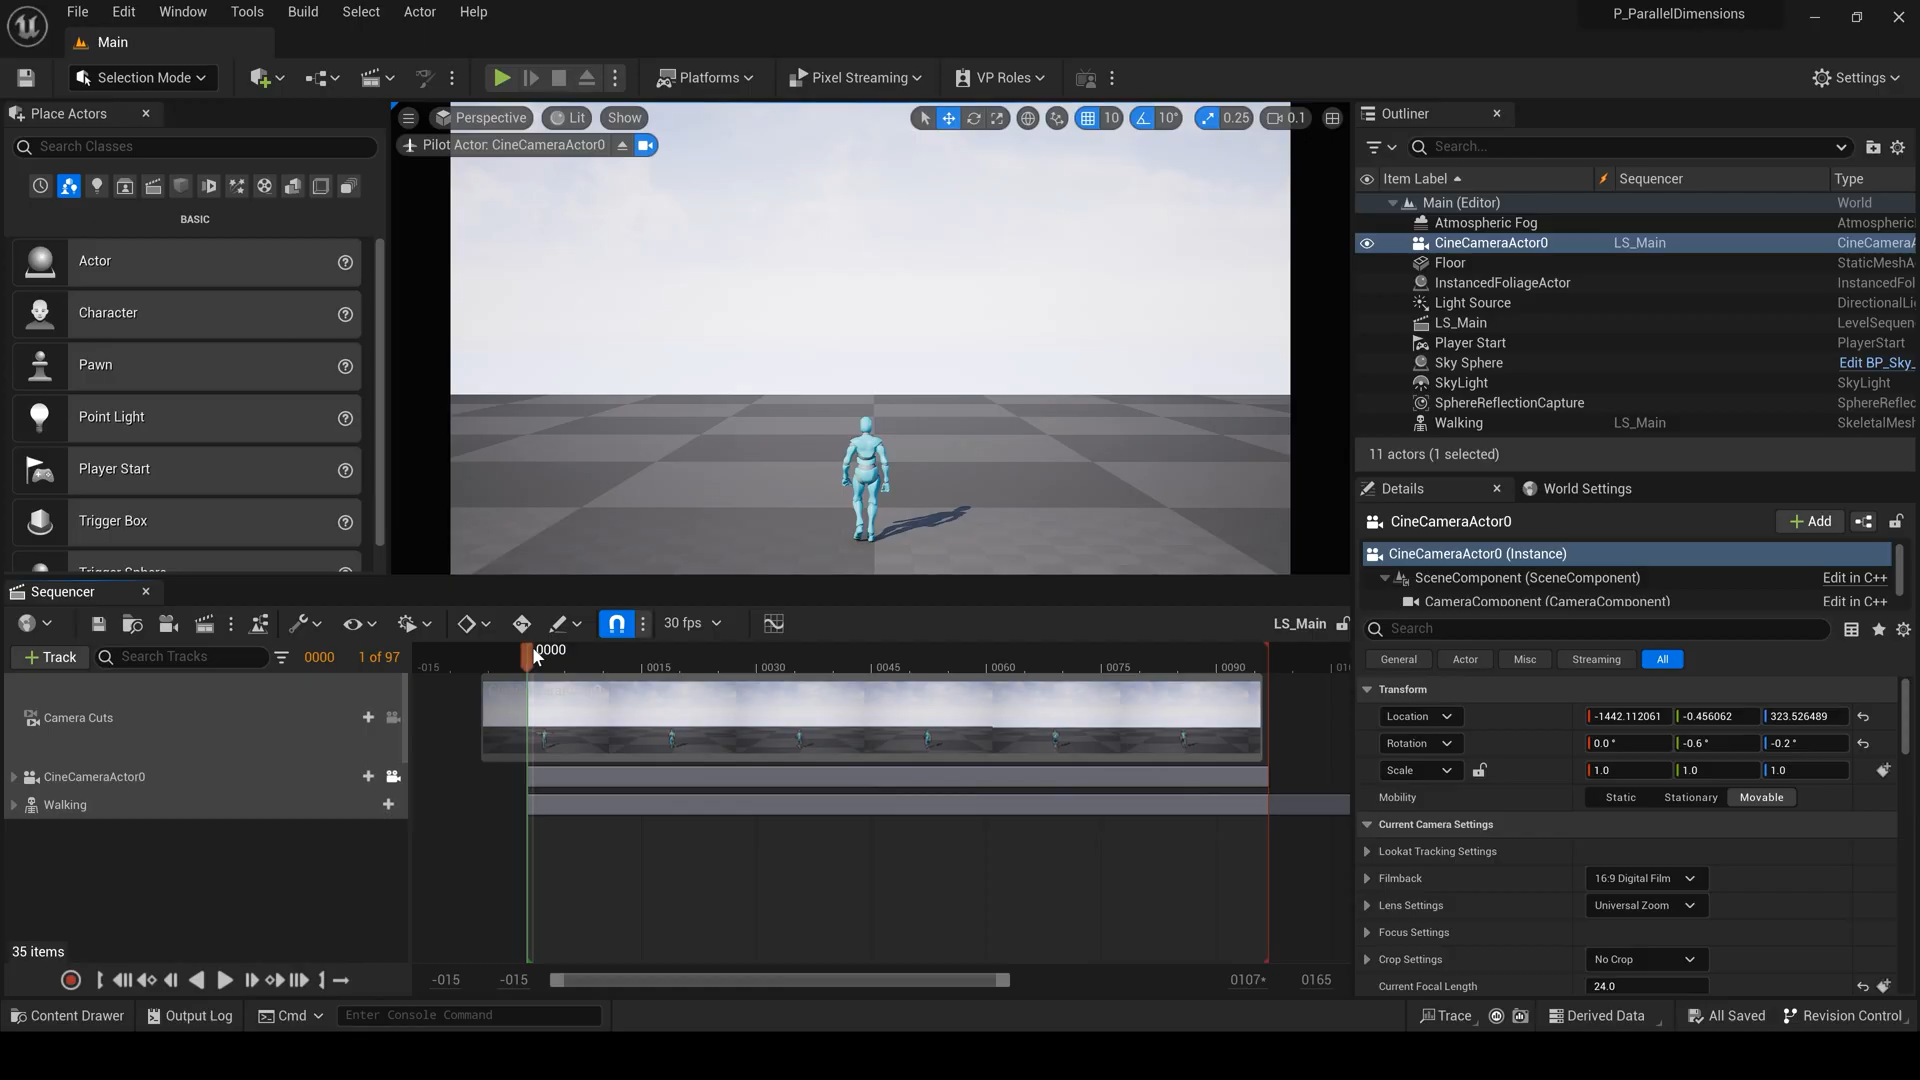 File Edit Window Tools Build Select Actor Help
P_ParallelDimensions
Main
Selection Mode
Platforms
Pixel Streaming
VP Roles
Settings
Place Actors
Search Classes
BASIC
Actor
Character
Pawn
Point Light
Player Start
Trigger Box
Trigger Sphere
Perspective Lit Show
10 10° 0.25 0.1
Pilot Actor: CineCameraActor0
Outliner
Search...
Item Label Sequencer Type
Main (Editor) World
Atmospheric Fog Atmospheric
CineCameraActor0 LS_Main CineCameraA
Floor StaticMeshA
InstancedFoliageActor InstancedFol
Light Source DirectionalLi
LS_Main LevelSequen
Player Start PlayerStart
Sky Sphere Edit BP_Sky_
SkyLight SkyLight
SphereReflectionCapture SphereReflec
Walking LS_Main SkeletalMesh
11 actors (1 selected)
Details World Settings
CineCameraActor0
Add
CineCameraActor0 (Instance)
SceneComponent (SceneComponent) Edit in C++
CameraComponent (CameraComponent) Edit in C++
Search
General Actor Misc Streaming All
Transform
Location -1442.112061 -0.456062 323.526489
Rotation 0.0° -0.6° -0.2°
Scale 1.0 1.0 1.0
Mobility Static Stationary Movable
Current Camera Settings
Lookat Tracking Settings
Filmback 16:9 Digital Film
Lens Settings Universal Zoom
Focus Settings
Crop Settings No Crop
Current Focal Length 24.0
Sequencer
30 fps
LS_Main
Track
Search Tracks
0000 1 of 97
-015 0000 0015 0030 0045 0060 0075 0090
Camera Cuts
CineCameraActor0
Walking
35 items
-015 -015 0107* 0165
Content Drawer Output Log Cmd Enter Console Command
Trace Derived Data All Saved Revision Control